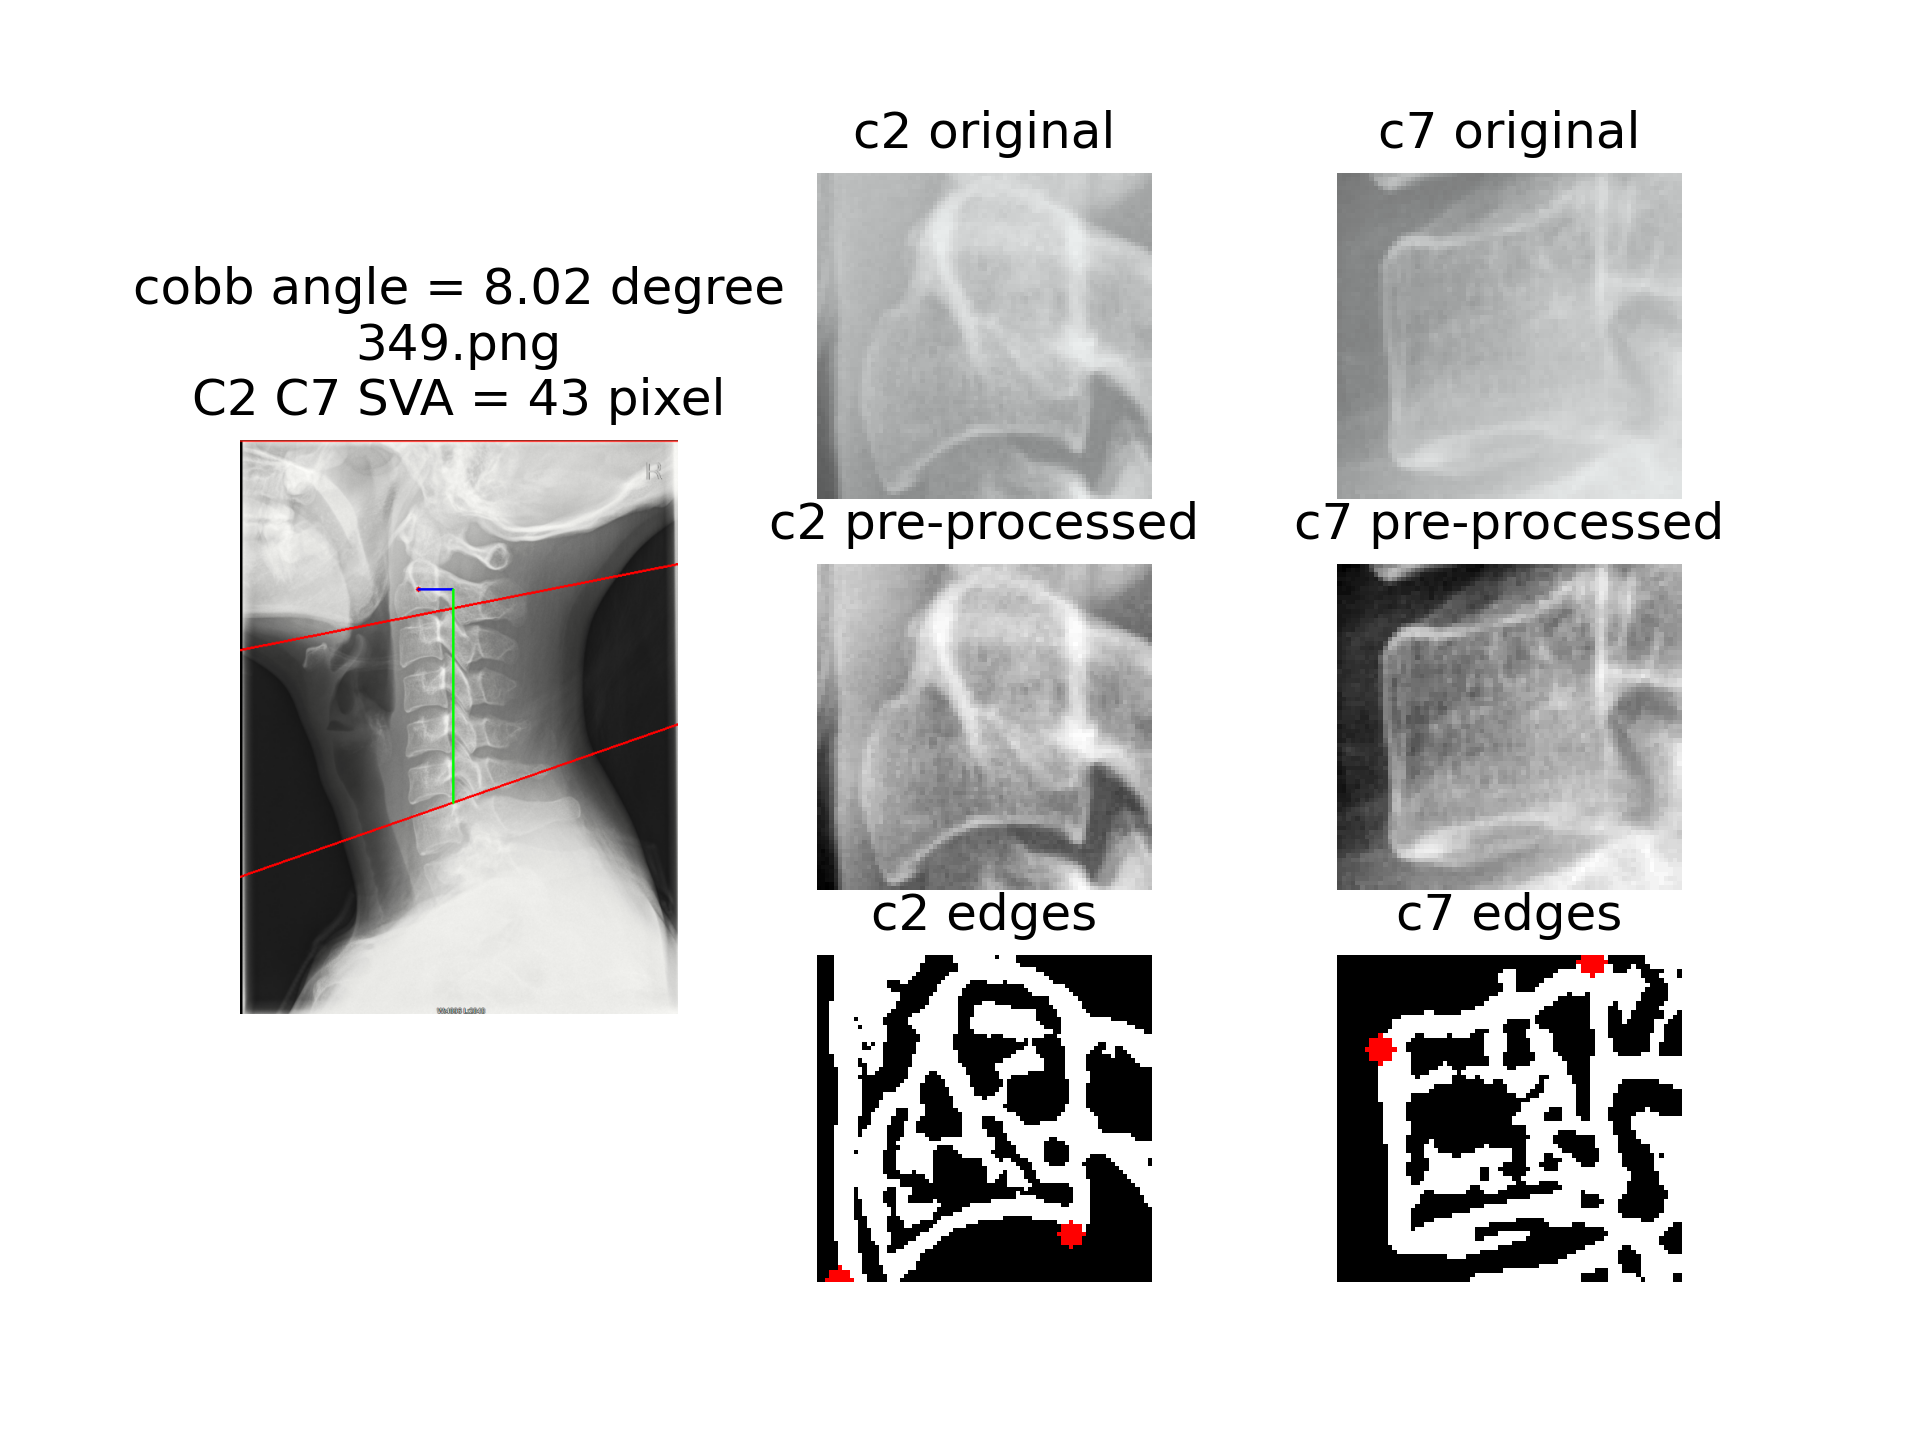 cobb angle = 8.02 degree
349.png
C2 C7 SVA = 43 pixel
R
c2 original
c7 original
c2 pre-processed
c7 pre-processed
c2 edges
c7 edges